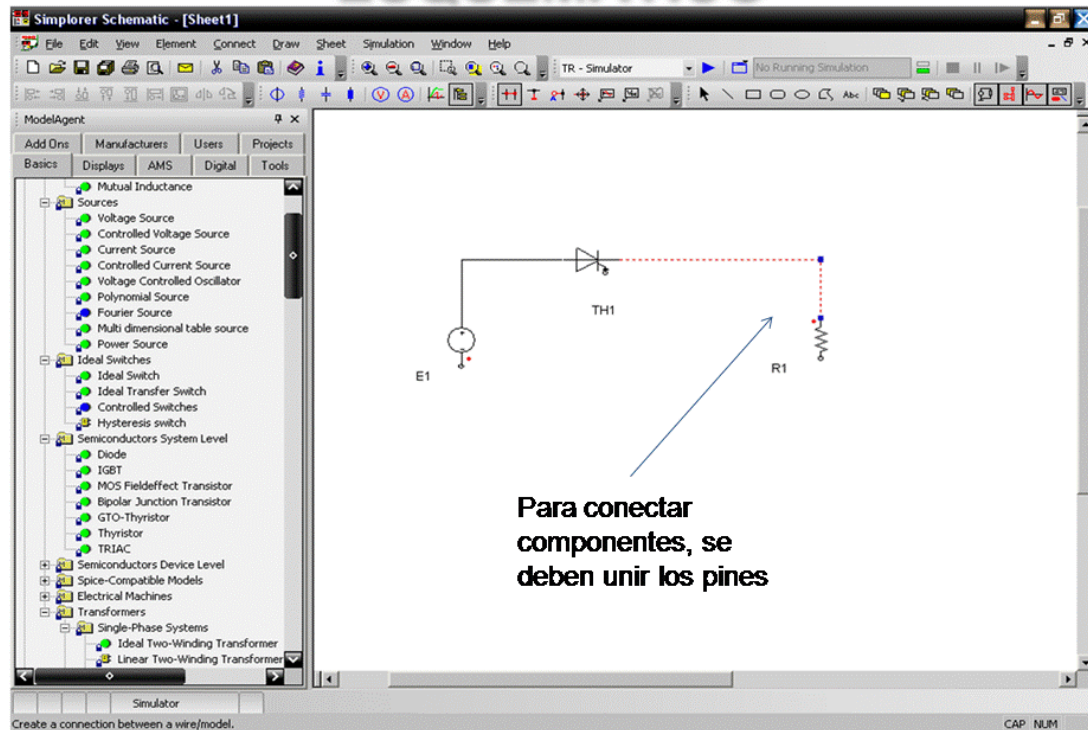 Simplorer Schematic - [Sheet1]
File Edit View Element Connect Draw Sheet Simulation Window Help
TR - Simulator
No Running Simulation
Abc
ModelAgent
Add Ons Manufacturers Users Projects
Basics Displays AMS Digital Tools
Mutual Inductance
Sources
Voltage Source
Controlled Voltage Source
Current Source
Controlled Current Source
Voltage Controlled Oscillator
Polynomial Source
Fourier Source
Multi dimensional table source
Power Source
Ideal Switches
Ideal Switch
Ideal Transfer Switch
Controlled Switches
Hysteresis switch
Semiconductors System Level
Diode
IGBT
MOS Fieldeffect Transistor
Bipolar Junction Transistor
GTO-Thyristor
Thyristor
TRIAC
Semiconductors Device Level
Spice-Compatible Models
Electrical Machines
Transformers
Single-Phase Systems
Ideal Two-Winding Transformer
Linear Two-Winding Transformer
TH1
E1
R1
Para conectar
componentes, se
deben unir los pines
Simulator
Create a connection between a wire/model.
CAP NUM